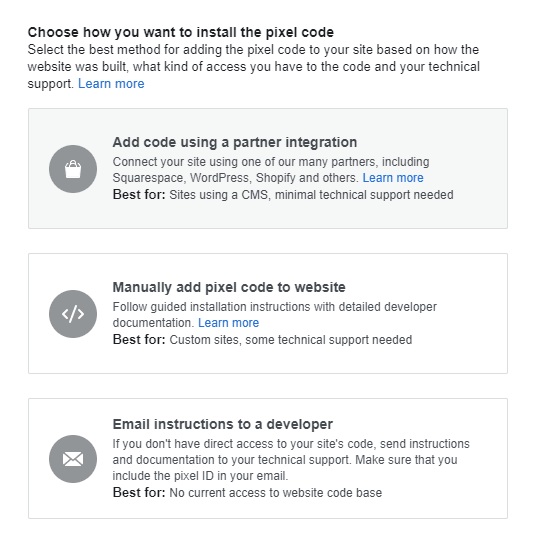 Choose how you want to install the pixel code
Select the best method for adding the pixel code to your site based on how the
website was built, what kind of access you have to the code and your technical
support. Learn more
Add code using a partner integration
Connect your site using one of our many partners, including
Squarespace, WordPress, Shopify and others. Learn more
Best for: Sites using a CMS, minimal technical support needed
Manually add pixel code to website
Follow guided installation instructions with detailed developer
documentation. Learn more
Best for: Custom sites, some technical support needed
Email instructions to a developer
If you don't have direct access to your site's code, send instructions
and documentation to your technical support. Make sure that you
include the pixel ID in your email.
Best for: No current access to website code base